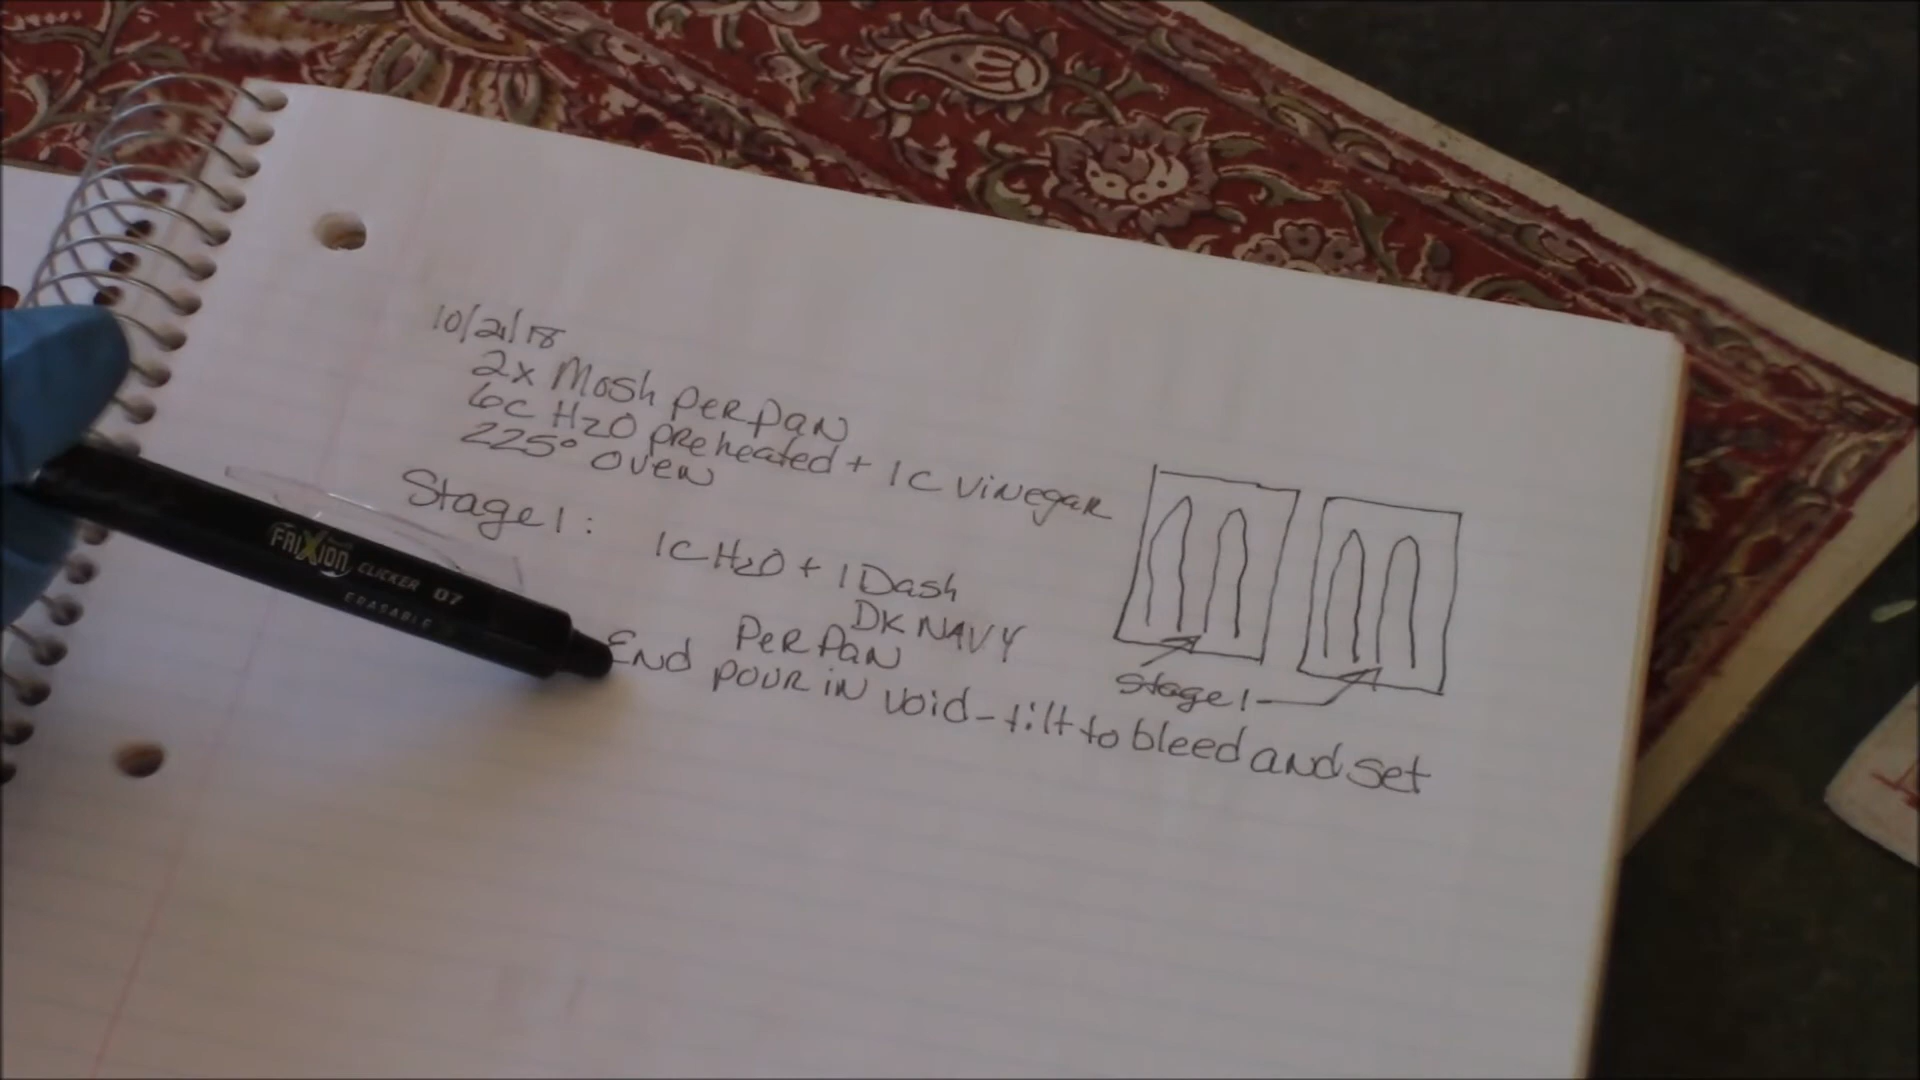 10/21/18
2x Mosh PER PAN
6C H2O preheated + 1C vinegar
225° OVEN
Stage 1:
1C H2O + 1 Dash
DK NAVY
PER PAN
END POUR IN void - tilt to bleed and set
Stage 1
FRIXION CLICKER 07
ERASABLE